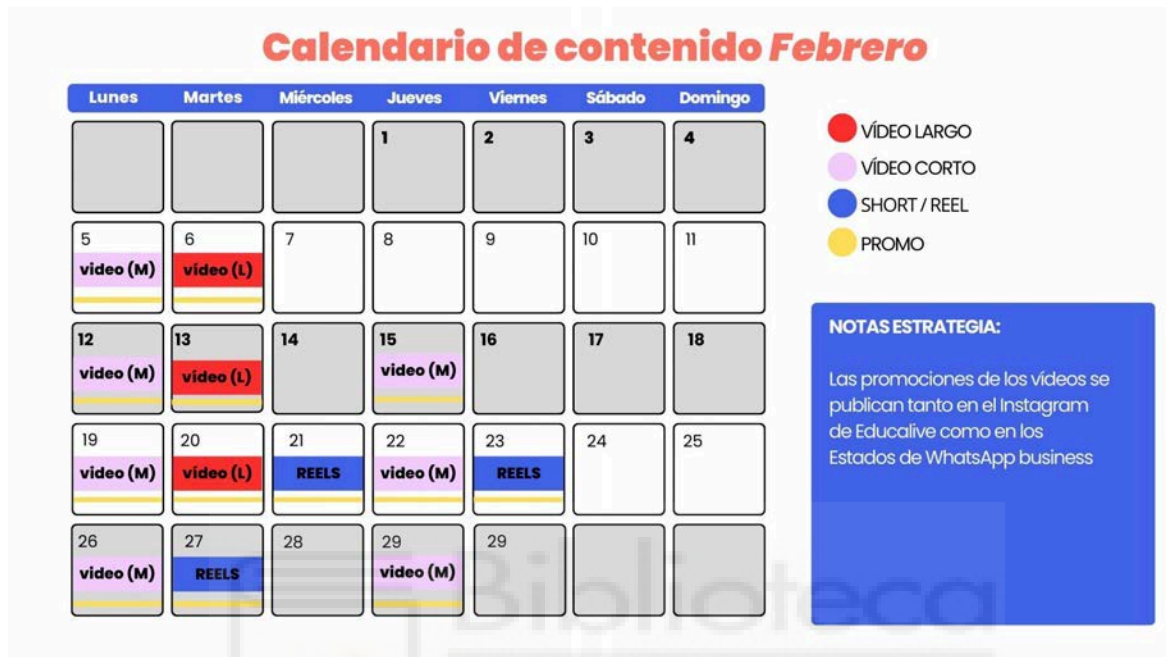 Calendario de contenido Febrero
Lunes Martes Miércoles Jueves Viernes Sábado Domingo
1 2 3 4
5 6 7 8 9 10 11
video (M) vídeo (L)
12 13 14 15 16 17 18
video (M) vídeo (L) video (M)
19 20 21 22 23 24 25
video (M) vídeo (L) REELS video (M) REELS
26 27 28 29 29
video (M) REELS video (M)
VÍDEO LARGO
VÍDEO CORTO
SHORT / REEL
PROMO
NOTAS ESTRATEGIA:
Las promociones de los vídeos se
publican tanto en el Instagram
de Educalive como en los
Estados de WhatsApp business
Biblioteca